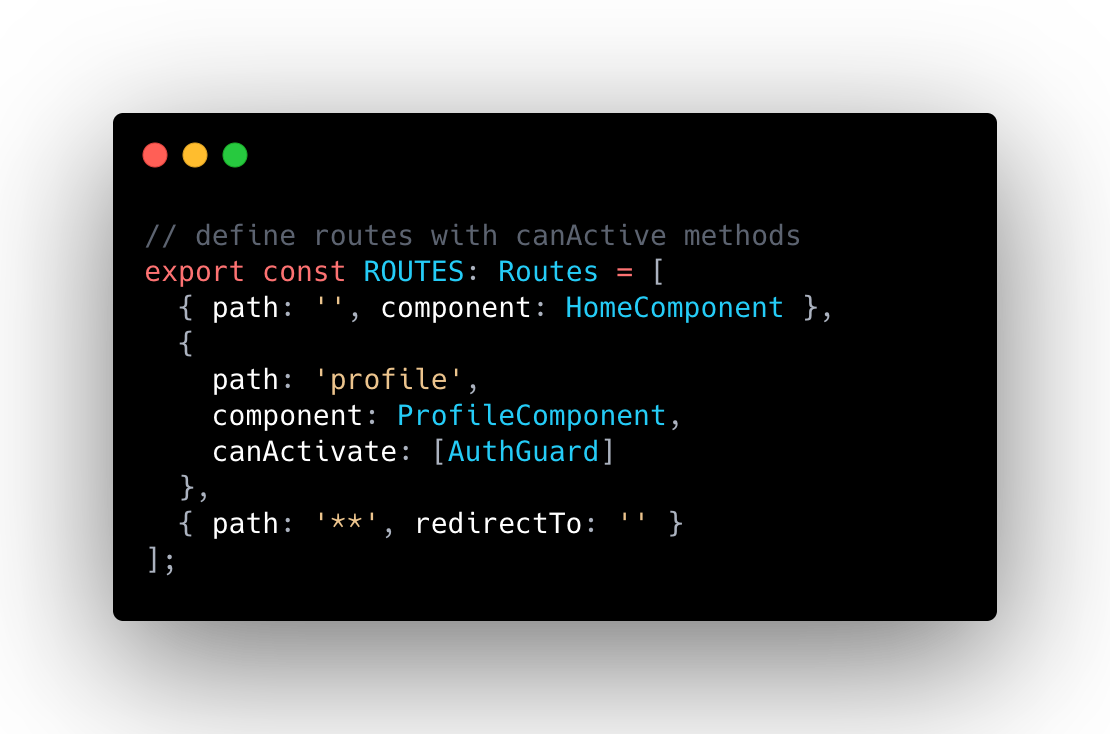 // define routes with canActive methods
export const ROUTES: Routes = [
  { path: '', component: HomeComponent },
  {
    path: 'profile',
    component: ProfileComponent,
    canActivate: [AuthGuard]
  },
  { path: '**', redirectTo: '' }
];